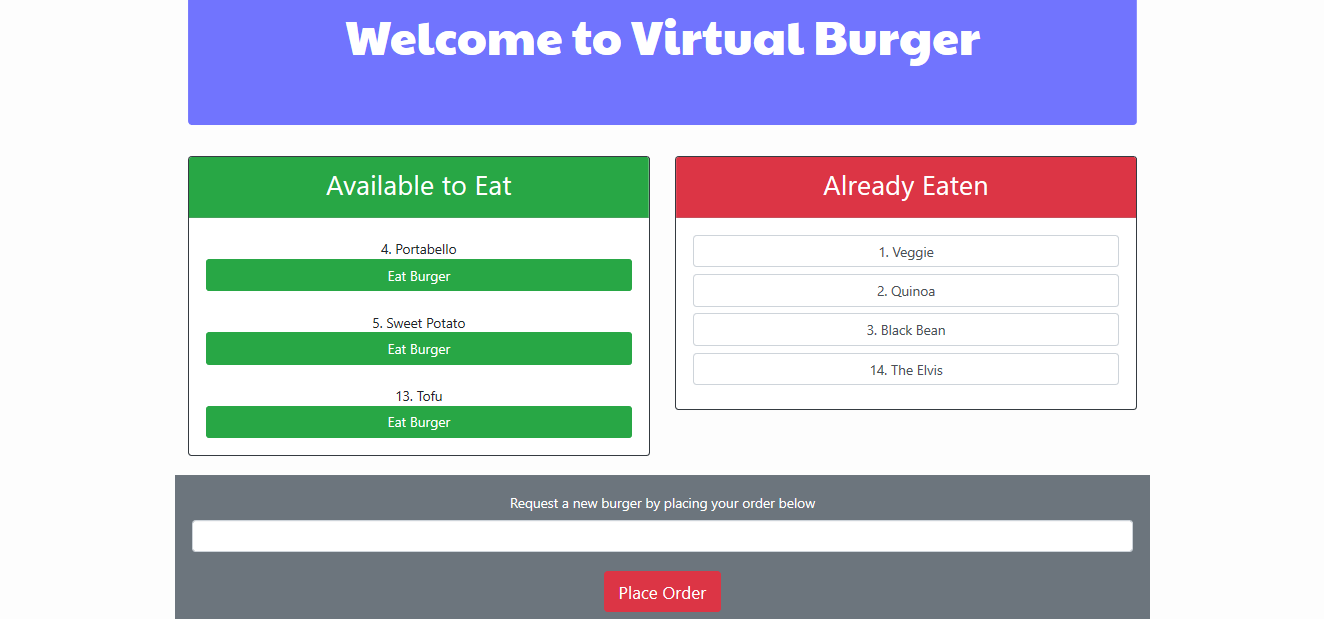 Welcome to Virtual Burger
Available to Eat
4. Portabello
Eat Burger
5. Sweet Potato
Eat Burger
13. Tofu
Eat Burger
Already Eaten
1. Veggie
2. Quinoa
3. Black Bean
14. The Elvis
Request a new burger by placing your order below
Place Order